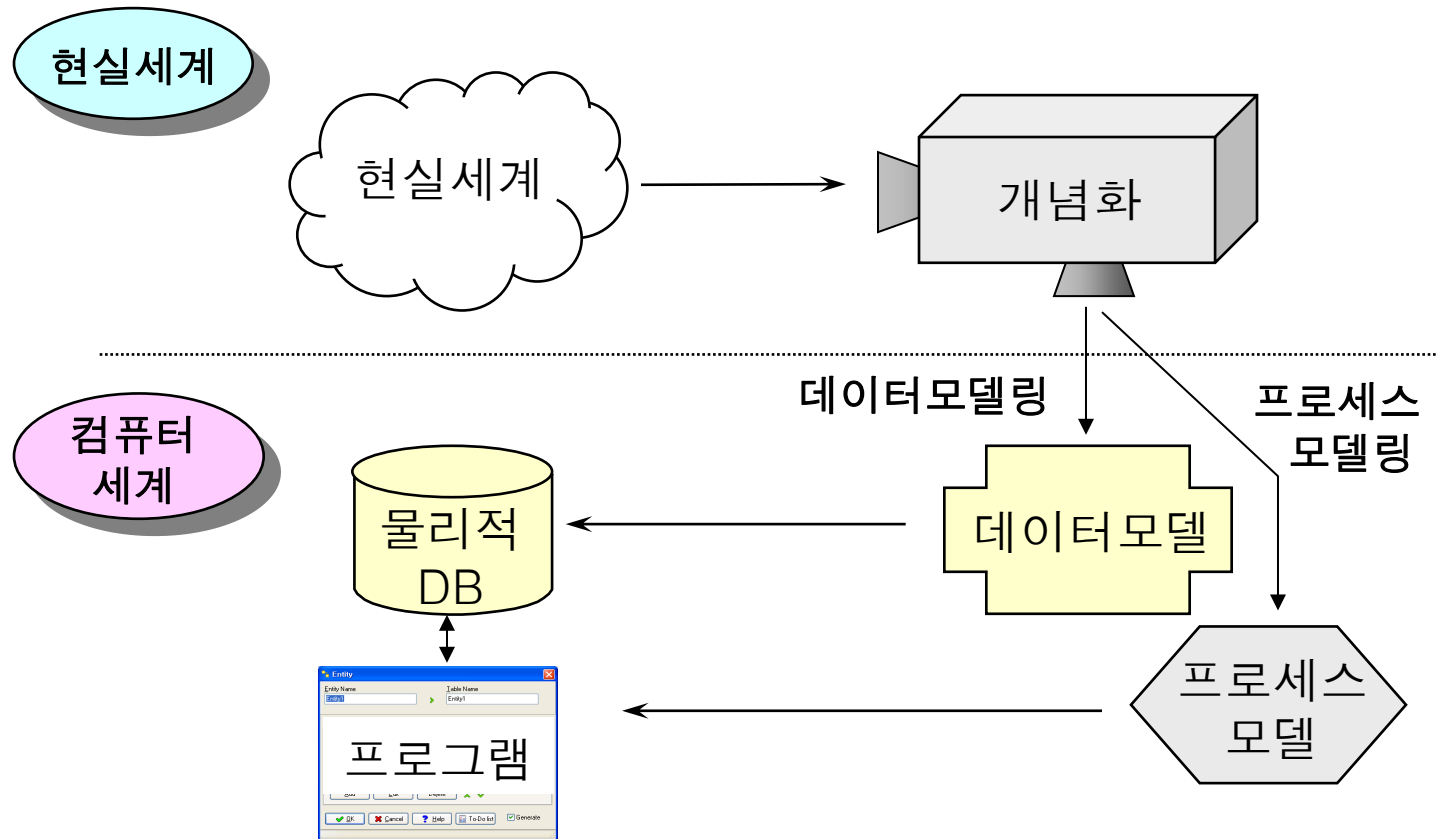 현실세계
현실세계
개념화
데이터모델링
프로세스
모델링
컴퓨터
세계
물리적
DB
데이터모델
프로세스
모델
Entity
Entity Name
Table Name
Entity1
Entity1
프로그램
OK
Cancel
Help
To-Do list
Generate